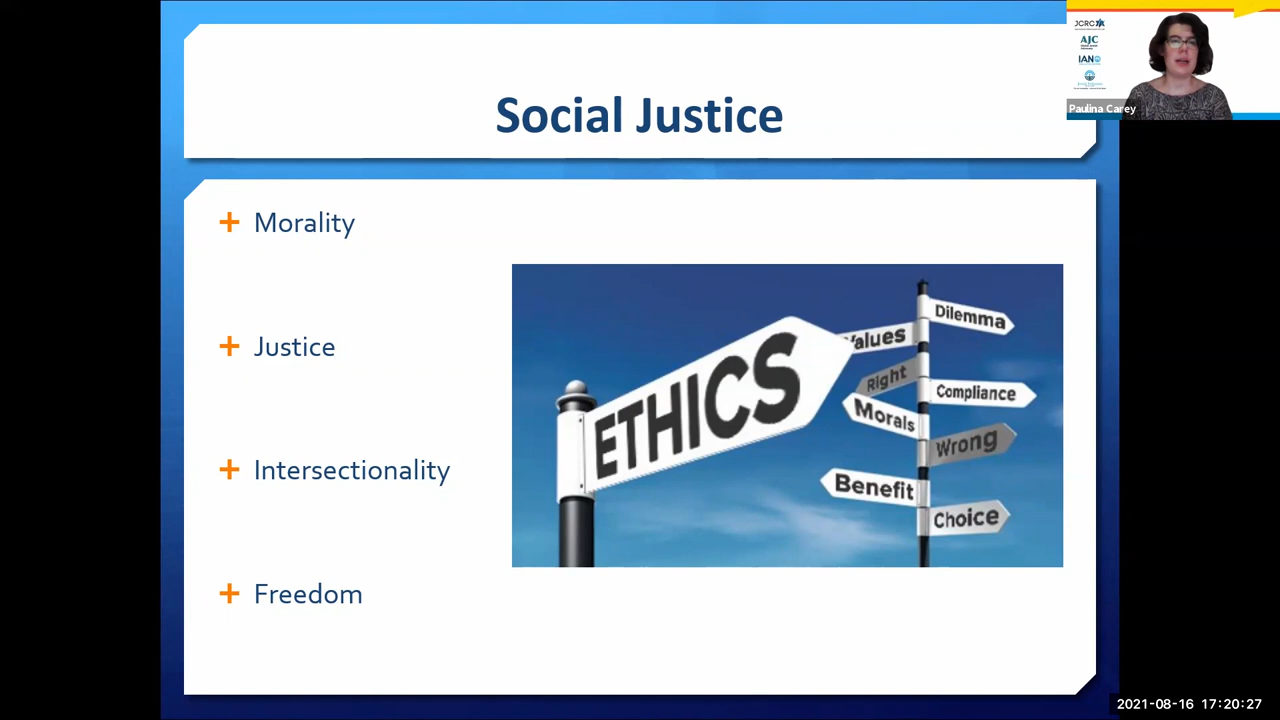 Social Justice
Morality
Justice
Intersectionality
Freedom
ETHICS
Dilemma
Values
Right
Compliance
Morals
Wrong
Benefit
Choice
JCRC
AJC
IAN
Paulina Carey
2021-08-16 17:20:27